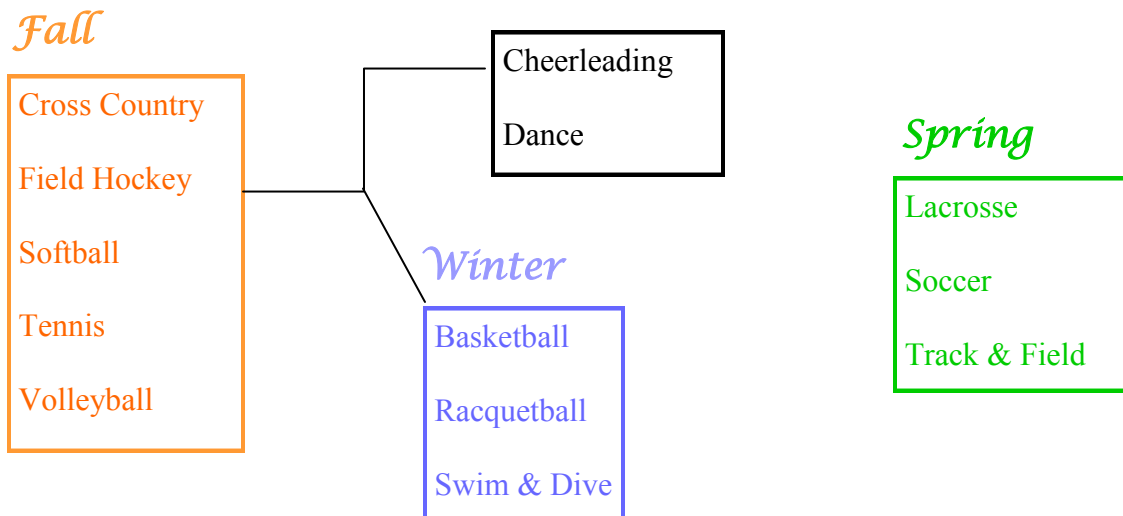 Fall
Cross Country
Field Hockey
Softball
Tennis
Volleyball
Cheerleading
Dance
Winter
Basketball
Racquetball
Swim & Dive
Spring
Lacrosse
Soccer
Track & Field